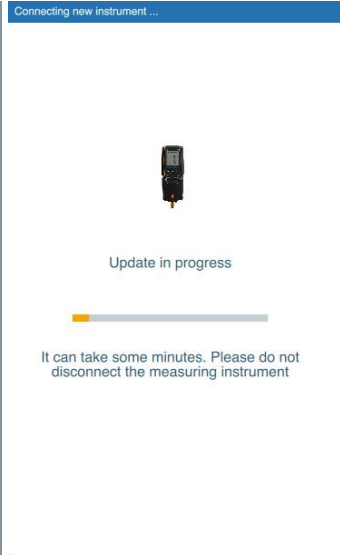 Connecting new instrument ...
Update in progress
It can take some minutes. Please do not
disconnect the measuring instrument